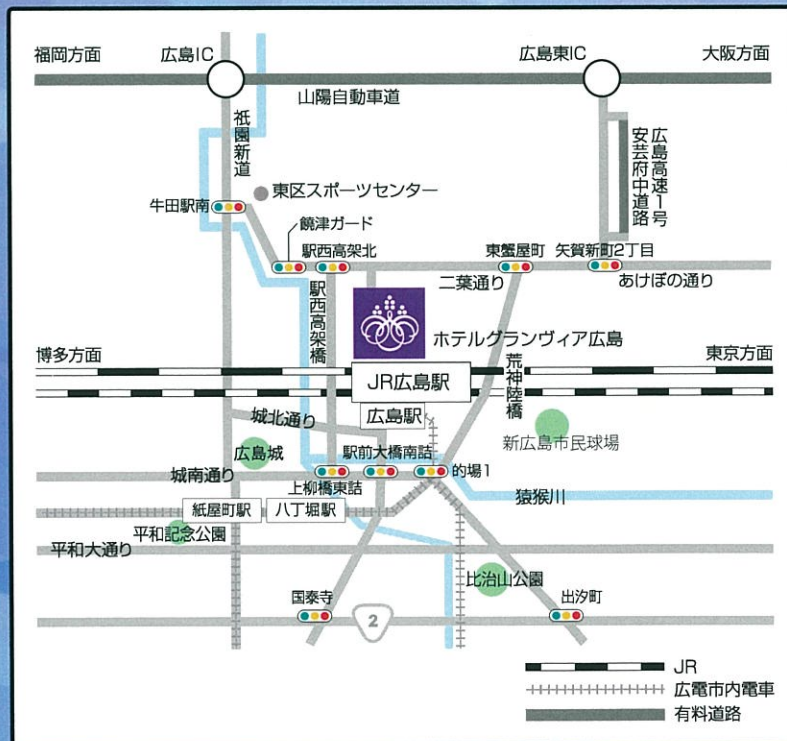 福岡方面
広島IC
広島東IC
大阪方面
山陽自動車道
祇園新道
広島高速1号
安芸府中道路
東区スポーツセンター
牛田駅南
饒津ガード
駅西高架北
東蟹屋町
矢賀新町2丁目
二葉通り
あけぼの通り
駅西高架橋
ホテルグランヴィア広島
博多方面
東京方面
JR広島駅
荒神陸橋
広島駅
城北通り
新広島市民球場
広島城
駅前大橋南詰
城南通り
上柳橋東詰
的場1
猿猴川
紙屋町駅
八丁堀駅
平和記念公園
平和大通り
比治山公園
国泰寺
出汐町
2
JR
広電市内電車
有料道路